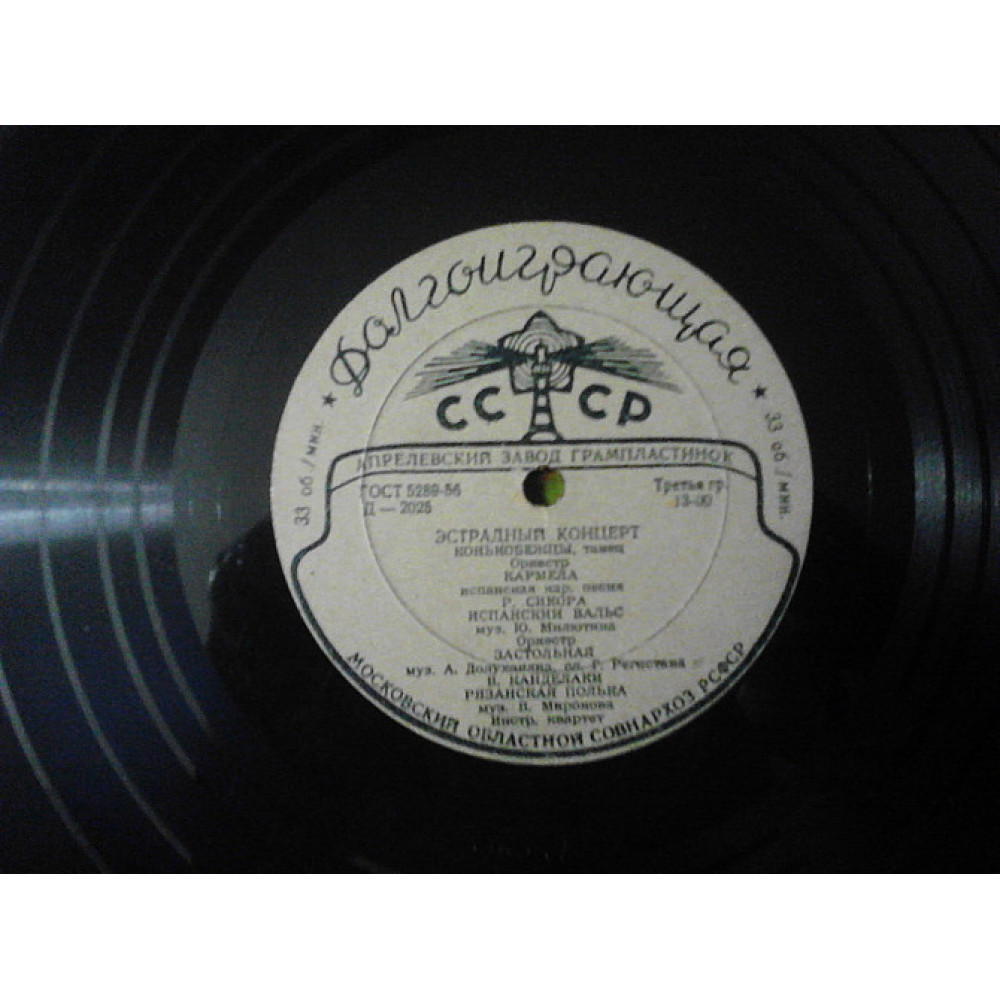 Долгоиграющая
33 об./мин. ★
★ 33 об/мин.
СССР
АПРЕЛЕВСКИЙ ЗАВОД ГРАМПЛАСТИНОК
ГОСТ 5289-56
Третья гр.
Д — 2025
13-00
ЭСТРАДНЫЙ КОНЦЕРТ
КОНЬКОБЕЖЦЫ, танец
Оркестр
КАРМЕЛА
испанская нар. песня
Р. СИКОРА
ИСПАНСКИЙ ВАЛЬС
муз. Ю. Милютина
Оркестр
ЗАСТОЛЬНАЯ
муз. А. Долуханяна, сл. Г. Регистана
В. КАНДЕЛАКИ
РЯЗАНСКАЯ ПОЛЬКА
муз. В. Миронова
Инстр. квартет
МОСКОВСКИЙ ОБЛАСТНОЙ СОВНАРХОЗ РСФСР